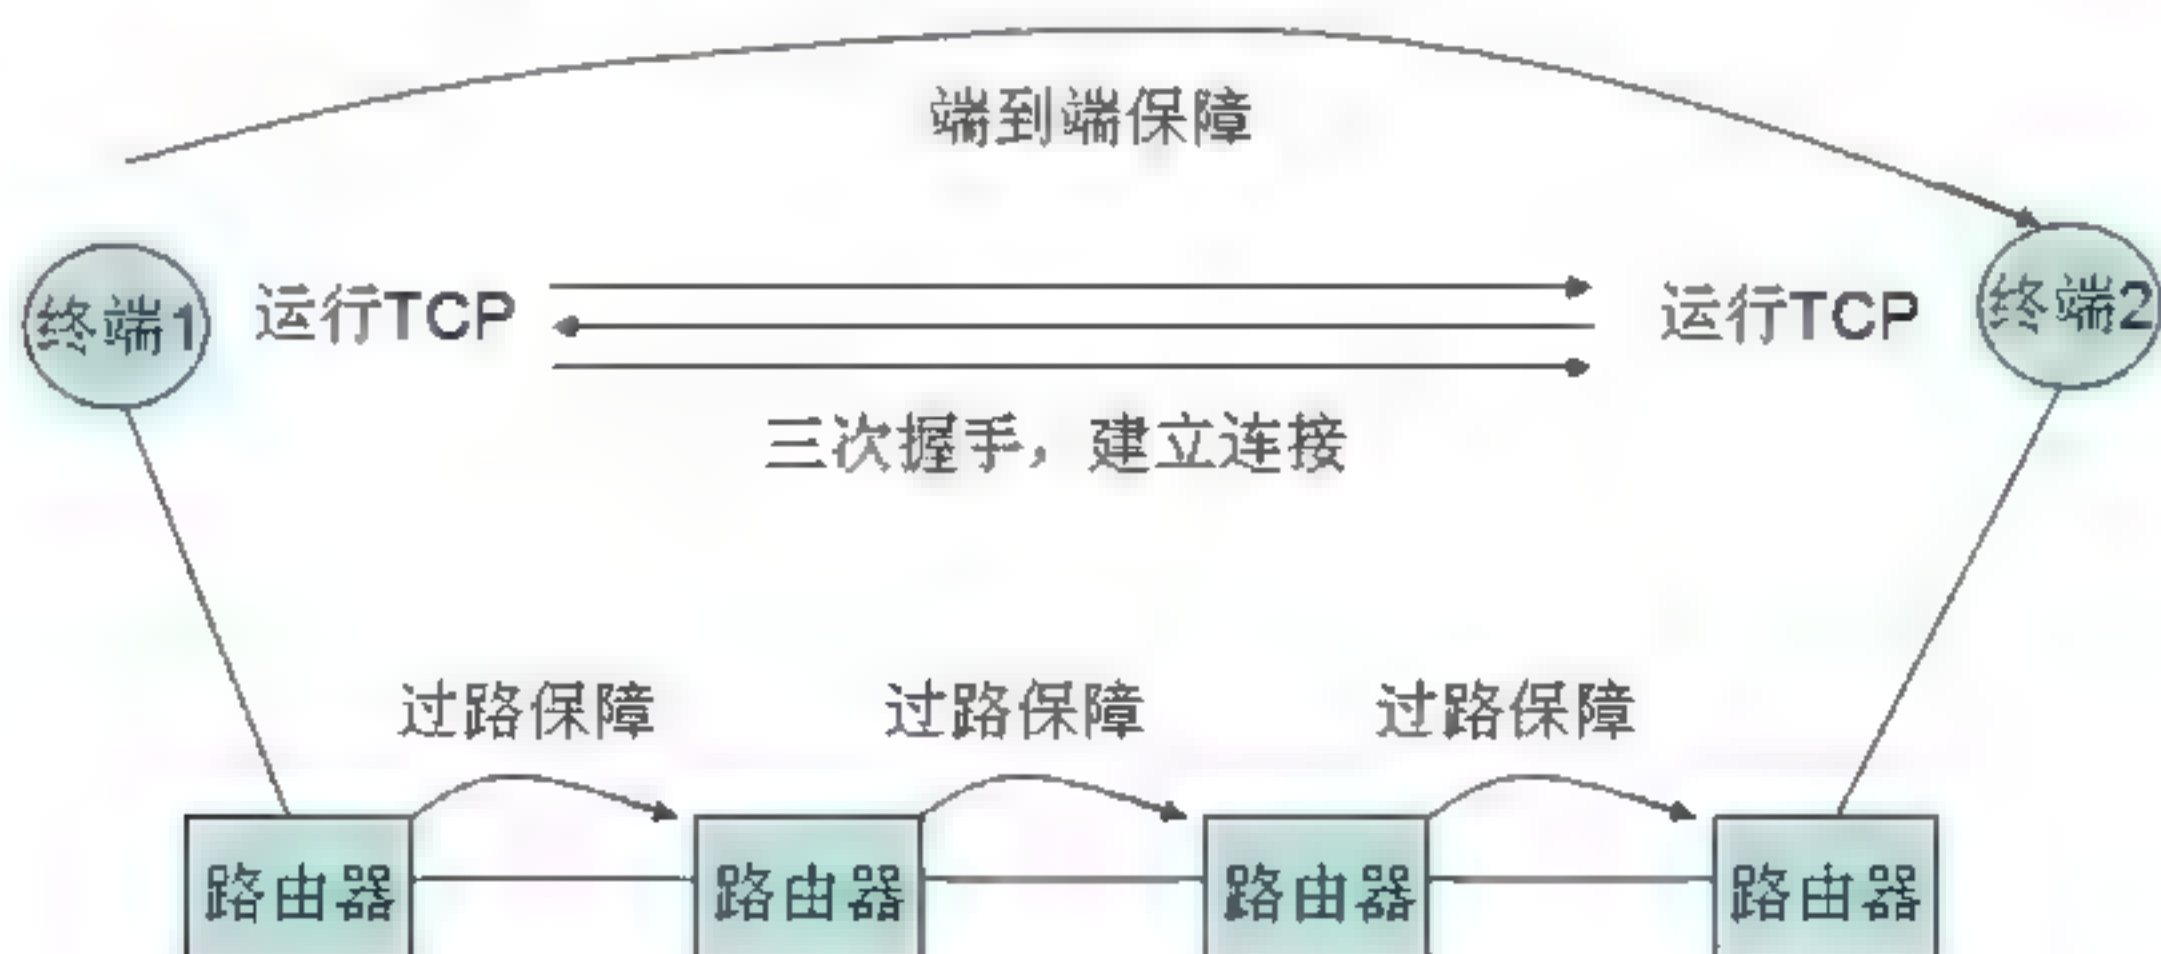 端到端保障
终端1
运行TCP
运行TCP
终端2
三次握手，建立连接
过路保障
过路保障
过路保障
路由器
路由器
路由器
路由器